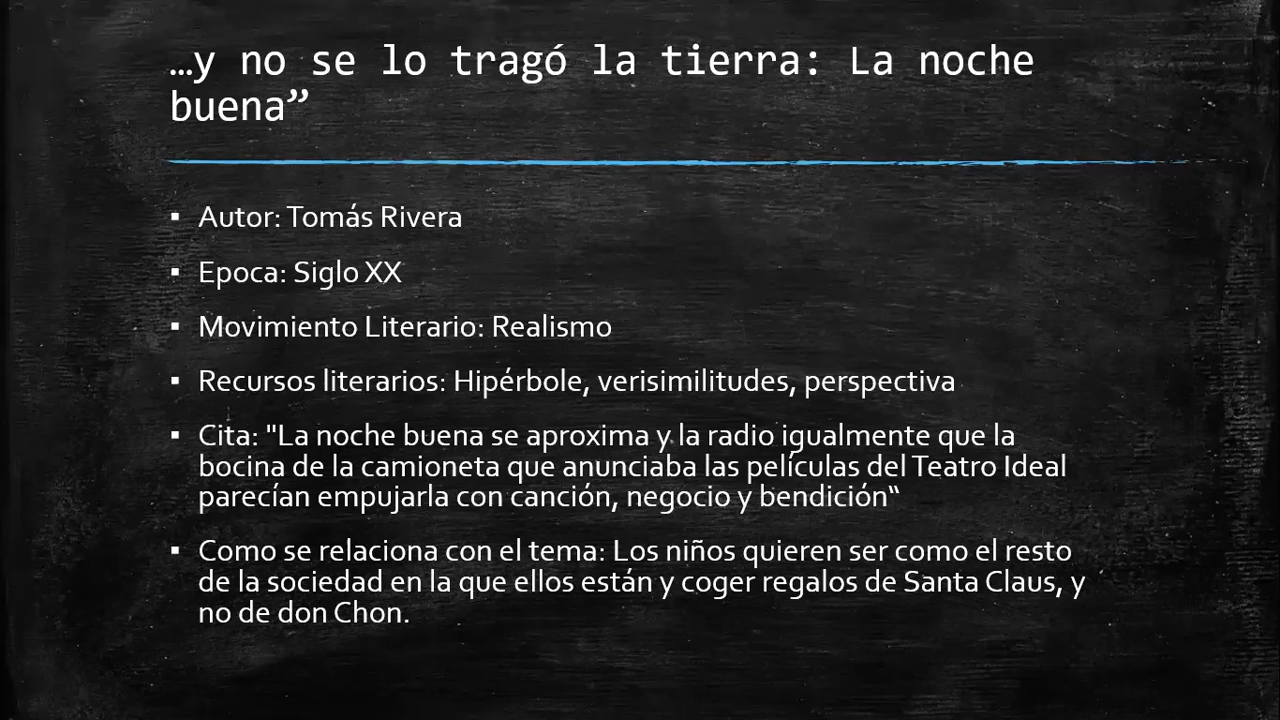 …y no se lo tragó la tierra: La noche
buena”
▪ Autor: Tomás Rivera
▪ Epoca: Siglo XX
▪ Movimiento Literario: Realismo
▪ Recursos literarios: Hipérbole, verisimilitudes, perspectiva
▪ Cita: "La noche buena se aproxima y la radio igualmente que la
bocina de la camioneta que anunciaba las películas del Teatro Ideal
parecían empujarla con canción, negocio y bendición“
▪ Como se relaciona con el tema: Los niños quieren ser como el resto
de la sociedad en la que ellos están y coger regalos de Santa Claus, y
no de don Chon.